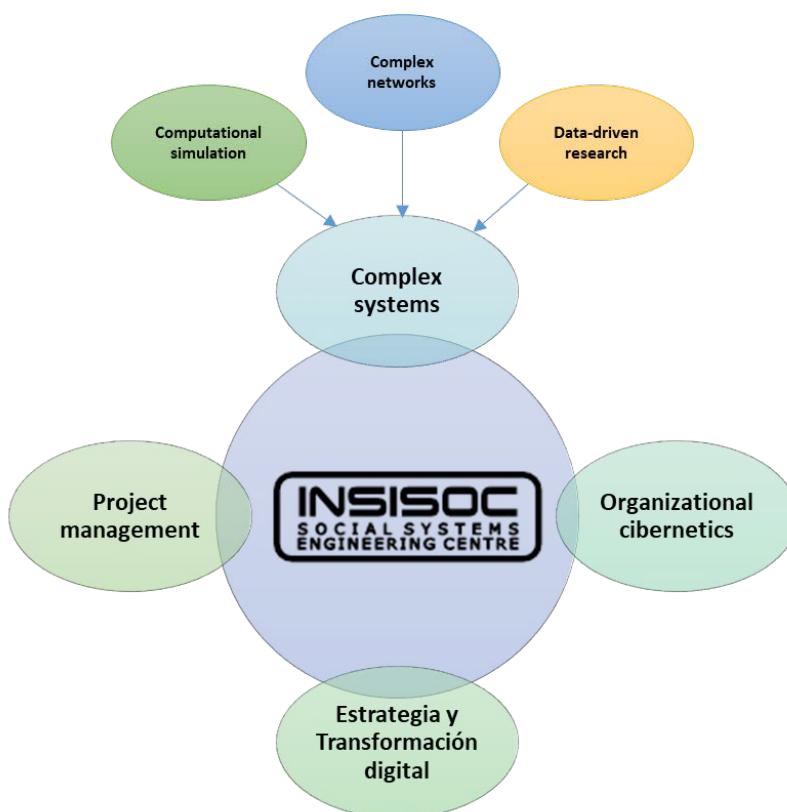 Complex
networks
Computational
simulation
Data-driven
research
Complex
systems
Project
management
INSISOC
SOCIAL SYSTEMS
ENGINEERING CENTRE
Organizational
cibernetics
Estrategia y
Transformación
digital